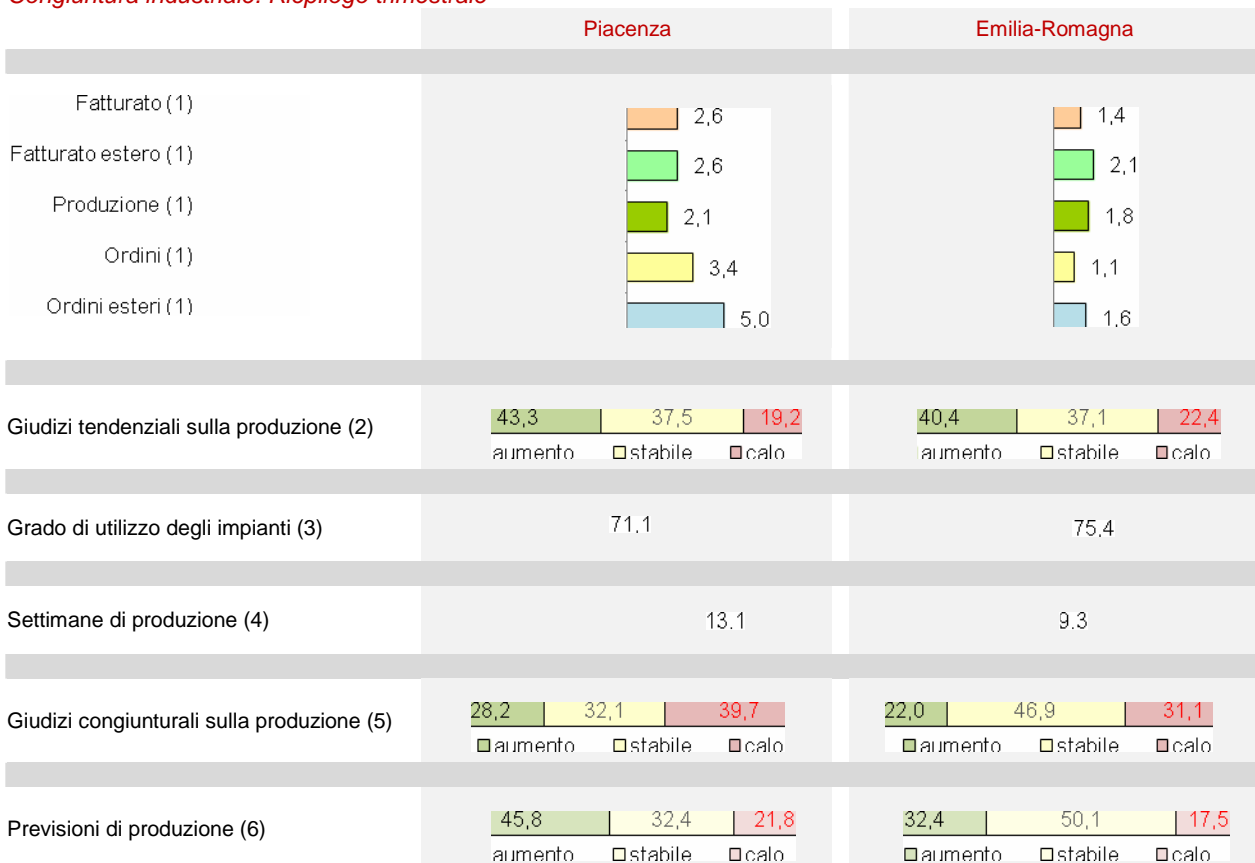 Congiuntura industriale. Riepilogo trimestrale
Piacenza Emilia-Romagna
Fatturato (1) 2,6 1,4
Fatturato estero (1) 2,6 2,1
Produzione (1) 2,1 1,8
Ordini (1) 3,4 1,1
Ordini esteri (1) 5,0 1,6
Giudizi tendenziali sulla produzione (2) 43,3 37,5 19,2 40,4 37,1 22,4
aumento stabile calo aumento stabile calo
Grado di utilizzo degli impianti (3) 71,1 75,4
Settimane di produzione (4) 13,1 9,3
Giudizi congiunturali sulla produzione (5) 28,2 32,1 39,7 22,0 46,9 31,1
aumento stabile calo aumento stabile calo
Previsioni di produzione (6) 45,8 32,4 21,8 32,4 50,1 17,5
aumento stabile calo aumento stabile calo